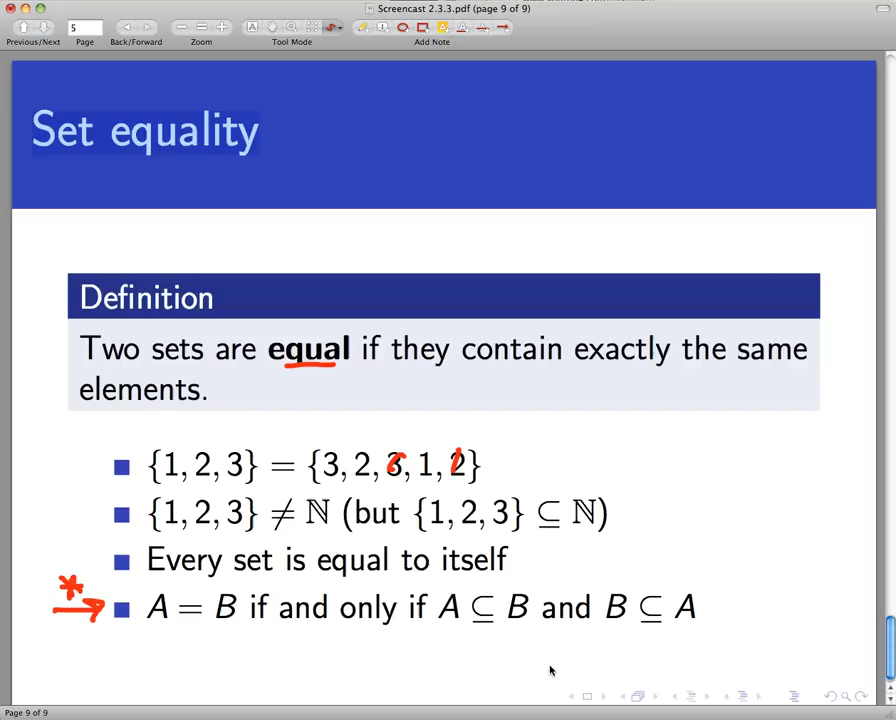 Screencast 2.3.3.pdf (page 9 of 9)
5
Previous/Next Page Back/Forward Zoom Tool Mode Add Note
Set equality
Definition
Two sets are equal if they contain exactly the same
elements.
{1, 2, 3} = {3, 2, 3, 1, 2}
{1, 2, 3} ≠ ℕ (but {1, 2, 3} ⊆ ℕ)
Every set is equal to itself
* A = B if and only if A ⊆ B and B ⊆ A
Page 9 of 9